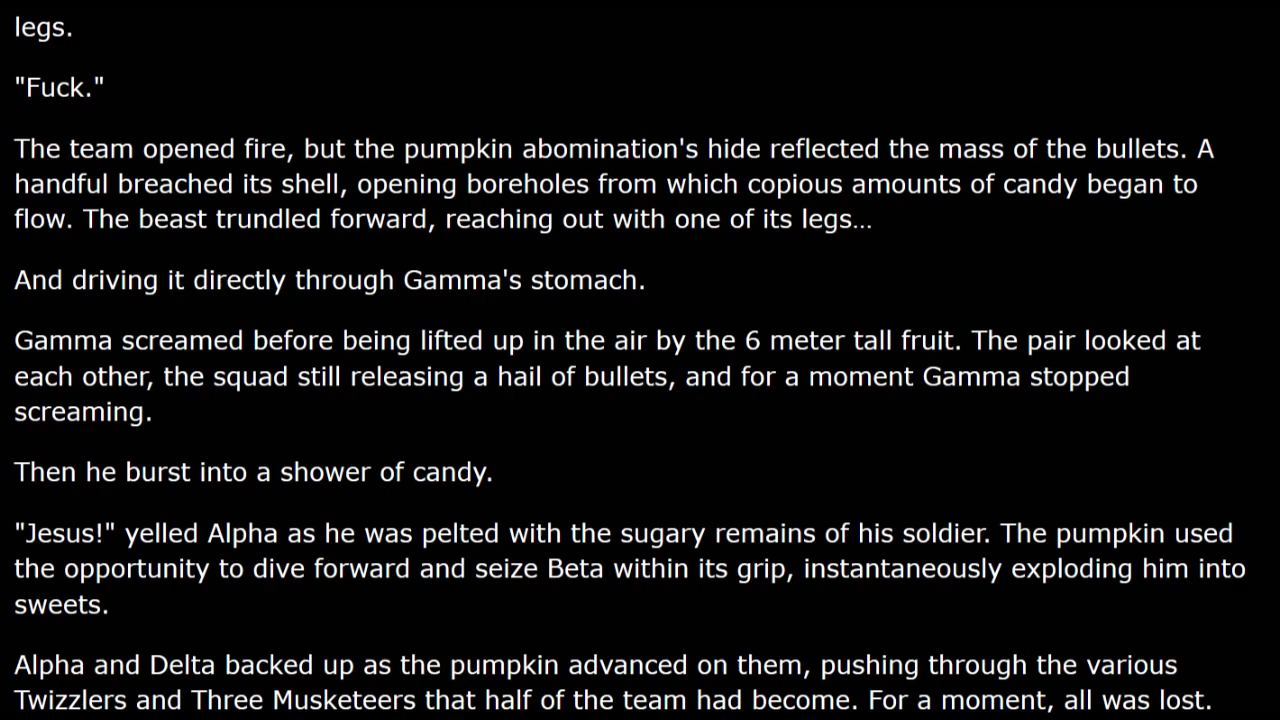 legs.
"Fuck."
The team opened fire, but the pumpkin abomination's hide reflected the mass of the bullets. A
handful breached its shell, opening boreholes from which copious amounts of candy began to
flow. The beast trundled forward, reaching out with one of its legs…
And driving it directly through Gamma's stomach.
Gamma screamed before being lifted up in the air by the 6 meter tall fruit. The pair looked at
each other, the squad still releasing a hail of bullets, and for a moment Gamma stopped
screaming.
Then he burst into a shower of candy.
"Jesus!" yelled Alpha as he was pelted with the sugary remains of his soldier. The pumpkin used
the opportunity to dive forward and seize Beta within its grip, instantaneously exploding him into
sweets.
Alpha and Delta backed up as the pumpkin advanced on them, pushing through the various
Twizzlers and Three Musketeers that half of the team had become. For a moment, all was lost.